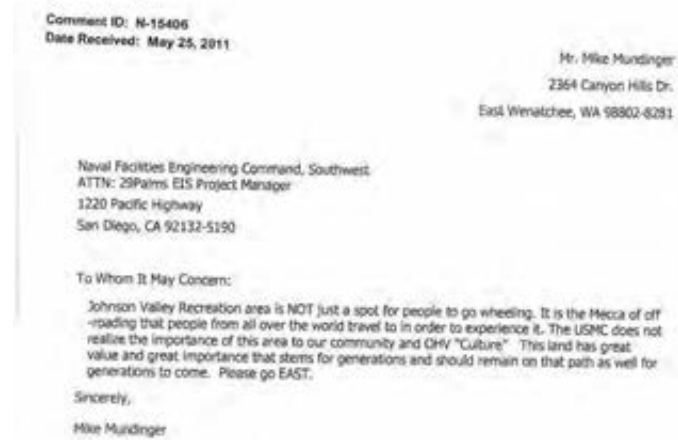 Comment ID: N-15406
Date Received: May 25, 2011
Mr. Mike Mundinger
2364 Canyon Hills Dr.
East Wenatchee, WA 98802-8281
Naval Facilities Engineering Command, Southwest
ATTN: 29Palms EIS Project Manager
1220 Pacific Highway
San Diego, CA 92132-5190
To Whom It May Concern:
Johnson Valley Recreation area is NOT just a spot for people to go wheeling. It is the Mecca of off
-roading that people from all over the world travel to in order to experience it. The USMC does not
realize the importance of this area to our community and OHV "Culture" This land has great
value and great importance that stems for generations and should remain on that path as well for
generations to come. Please go EAST.
Sincerely,
Mike Mundinger